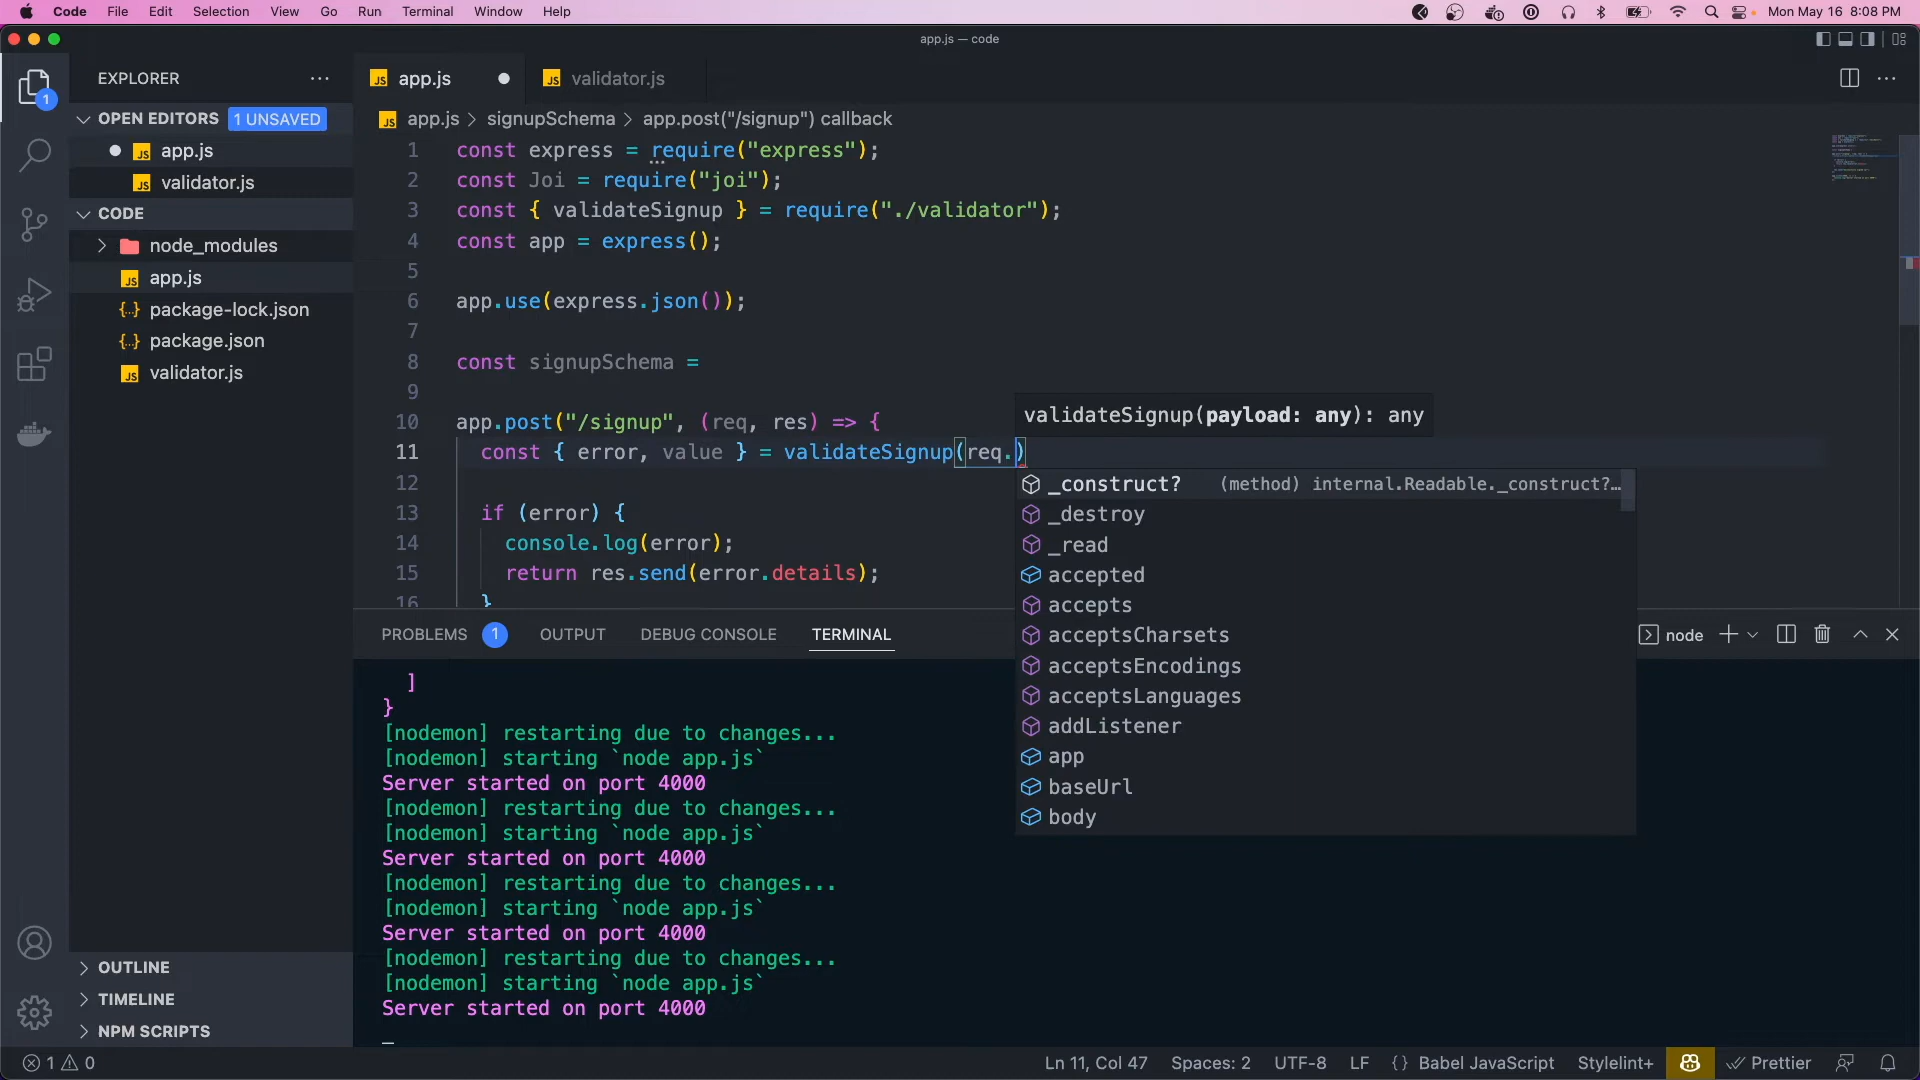 Code File Edit Selection View Go Run Terminal Window Help Mon May 16 8:08 PM
app.js — code
EXPLORER
OPEN EDITORS 1 UNSAVED
app.js
validator.js
CODE
node_modules
app.js
package-lock.json
package.json
validator.js
OUTLINE
TIMELINE
NPM SCRIPTS
1
app.js validator.js
app.js > signupSchema > app.post("/signup") callback
1 const express = require("express");
2 const Joi = require("joi");
3 const { validateSignup } = require("./validator");
4 const app = express();
5
6 app.use(express.json());
7
8 const signupSchema =
9
10 app.post("/signup", (req, res) => {
11 const { error, value } = validateSignup(req.)
12
13 if (error) {
14 console.log(error);
15 return res.send(error.details);
16 }
validateSignup(payload: any): any
_construct? (method) internal.Readable._construct?…
_destroy
_read
accepted
accepts
acceptsCharsets
acceptsEncodings
acceptsLanguages
addListener
app
baseUrl
body
PROBLEMS 1 OUTPUT DEBUG CONSOLE TERMINAL
node
]
}
[nodemon] restarting due to changes...
[nodemon] starting `node app.js`
Server started on port 4000
[nodemon] restarting due to changes...
[nodemon] starting `node app.js`
Server started on port 4000
[nodemon] restarting due to changes...
[nodemon] starting `node app.js`
Server started on port 4000
[nodemon] restarting due to changes...
[nodemon] starting `node app.js`
Server started on port 4000
1 0 Ln 11, Col 47 Spaces: 2 UTF-8 LF {} Babel JavaScript Stylelint+ Prettier